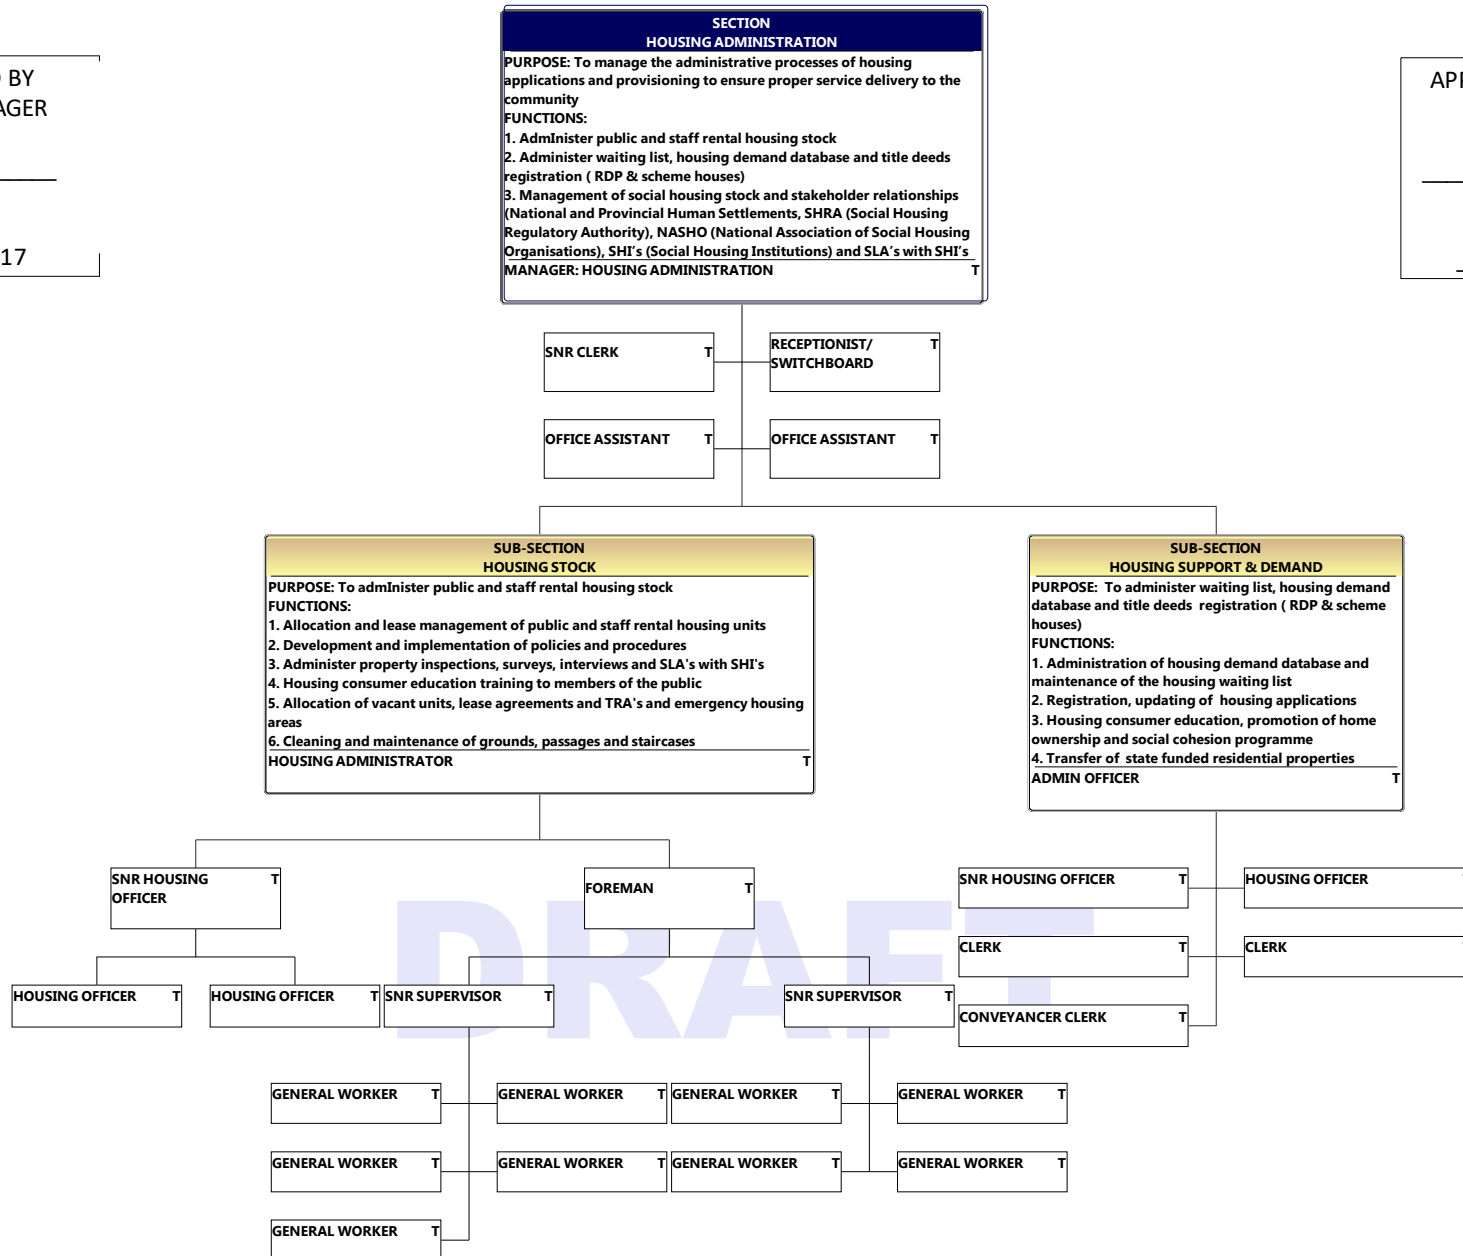 SECTION
HOUSING ADMINISTRATION
PURPOSE: To manage the administrative processes of housing
applications and provisioning to ensure proper service delivery to the
community
FUNCTIONS:
1. AdmInister public and staff rental housing stock
2. Administer waiting list, housing demand database and title deeds
registration ( RDP & scheme houses)
3. Management of social housing stock and stakeholder relationships
(National and Provincial Human Settlements, SHRA (Social Housing
Regulatory Authority), NASHO (National Association of Social Housing
Organisations), SHI’s (Social Housing Institutions) and SLA’s with SHI’s
MANAGER: HOUSING ADMINISTRATION T
BY
17
SNR CLERK T
RECEPTIONIST/ T
SWITCHBOARD
OFFICE ASSISTANT T
OFFICE ASSISTANT T
SUB-SECTION
HOUSING STOCK
PURPOSE: To admInister public and staff rental housing stock
FUNCTIONS:
1. Allocation and lease management of public and staff rental housing units
2. Development and implementation of policies and procedures
3. Administer property inspections, surveys, interviews and SLA's with SHI's
4. Housing consumer education training to members of the public
5. Allocation of vacant units, lease agreements and TRA's and emergency housing
areas
6. Cleaning and maintenance of grounds, passages and staircases
HOUSING ADMINISTRATOR T
SUB-SECTION
HOUSING SUPPORT & DEMAND
PURPOSE: To administer waiting list, housing demand
database and title deeds registration ( RDP & scheme
houses)
FUNCTIONS:
1. Administration of housing demand database and
maintenance of the housing waiting list
2. Registration, updating of housing applications
3. Housing consumer education, promotion of home
ownership and social cohesion programme
4. Transfer of state funded residential properties
ADMIN OFFICER T
SNR HOUSING T
OFFICER
FOREMAN T
SNR HOUSING OFFICER T
HOUSING OFFICER
CLERK T
CLERK
HOUSING OFFICER T
HOUSING OFFICER T
SNR SUPERVISOR T
SNR SUPERVISOR T
CONVEYANCER CLERK T
DRAFT
GENERAL WORKER T
GENERAL WORKER T
GENERAL WORKER T
GENERAL WORKER T
GENERAL WORKER T
GENERAL WORKER T
GENERAL WORKER T
GENERAL WORKER T
GENERAL WORKER T